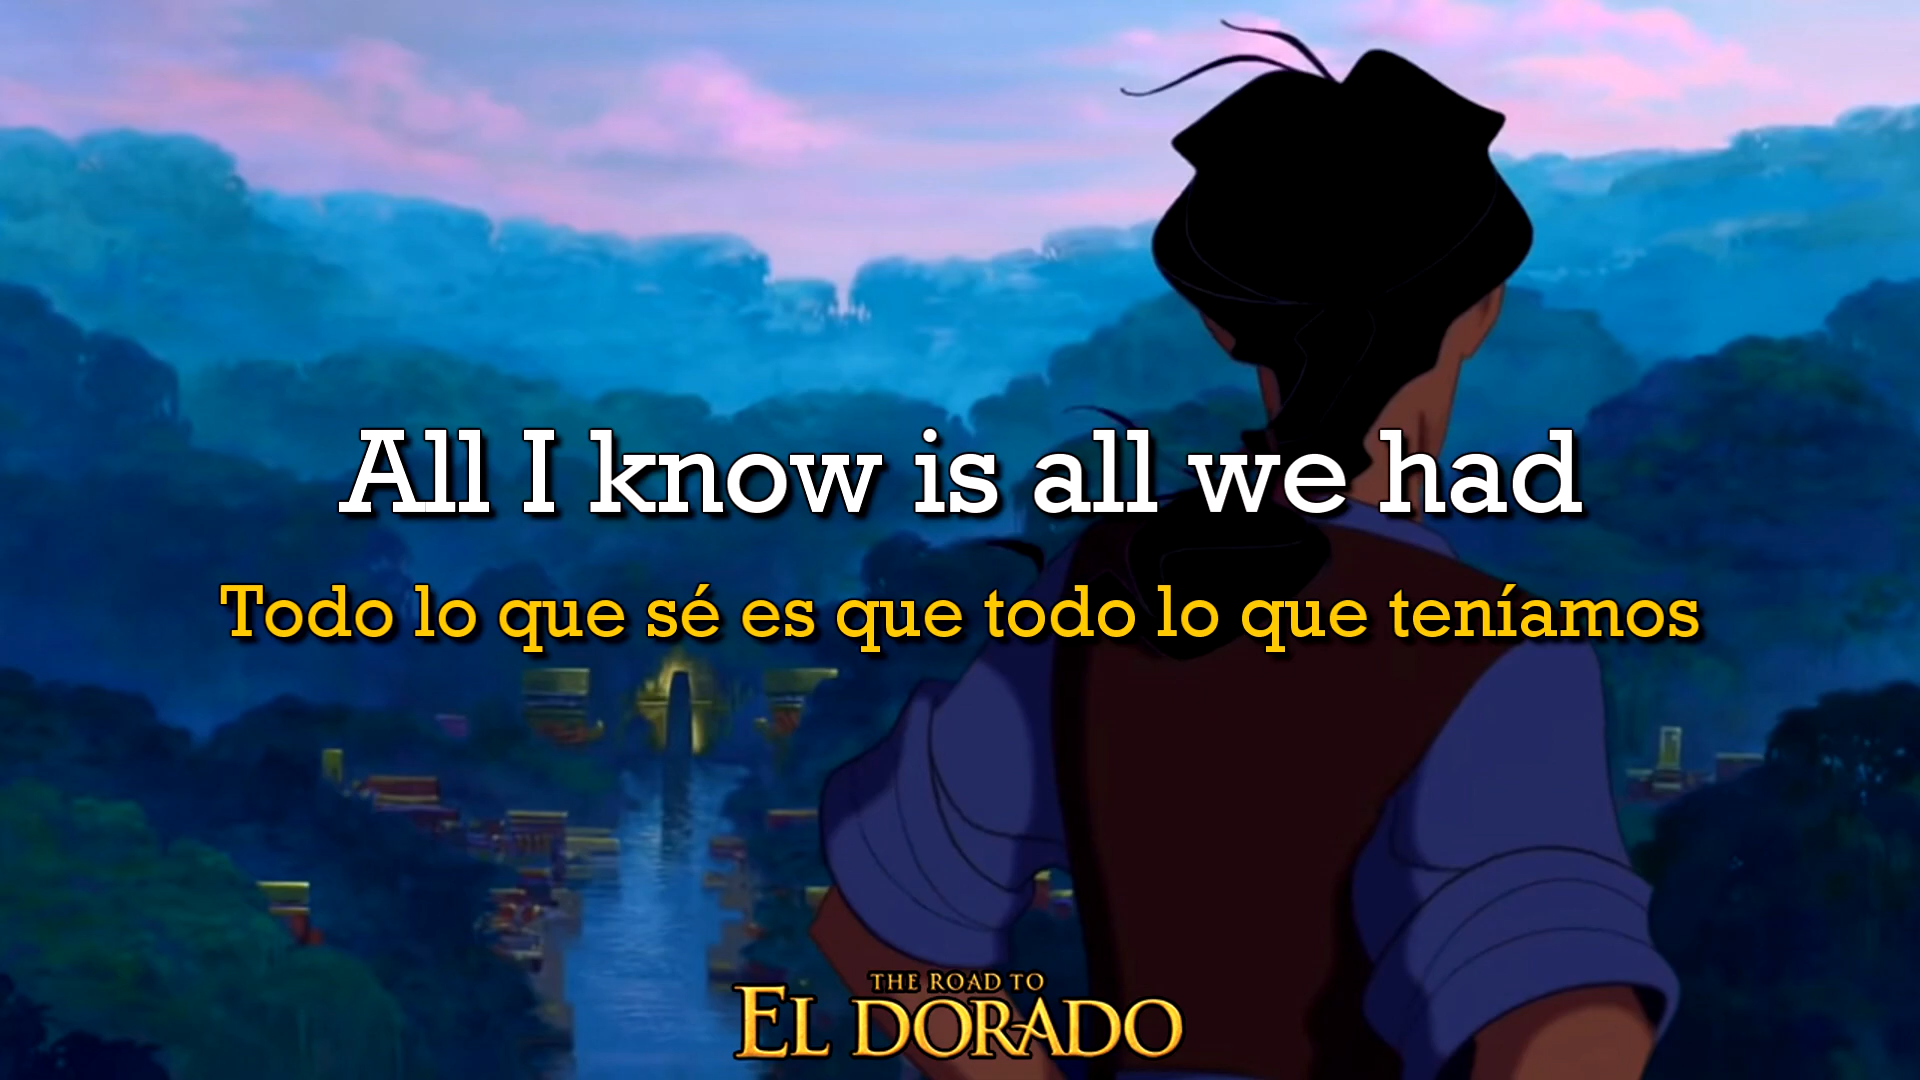 All I know is all we had
Todo lo que sé es que todo lo que teníamos
THE ROAD TO
EL DORADO